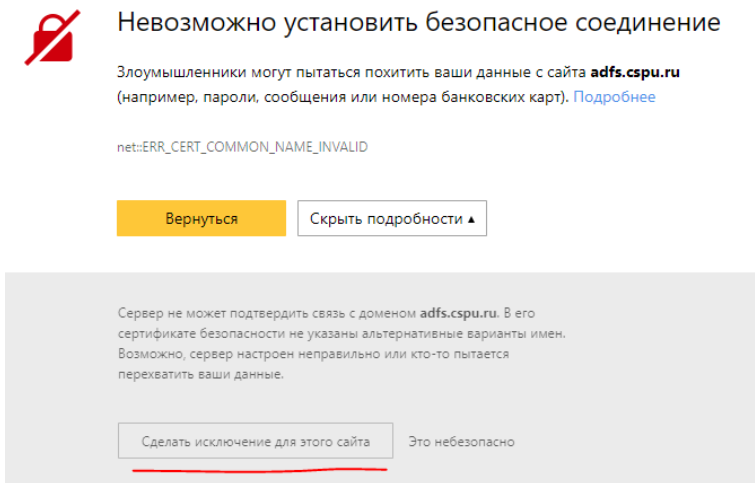 Невозможно установить безопасное соединение
Злоумышленники могут пытаться похитить ваши данные с сайта adfs.cspu.ru
(например, пароли, сообщения или номера банковских карт). Подробнее
net::ERR_CERT_COMMON_NAME_INVALID
Вернуться
Скрыть подробности ▲
Сервер не может подтвердить связь с доменом adfs.cspu.ru. В его
сертификате безопасности не указаны альтернативные варианты имен.
Возможно, сервер настроен неправильно или кто-то пытается
перехватить ваши данные.
Сделать исключение для этого сайта
Это небезопасно